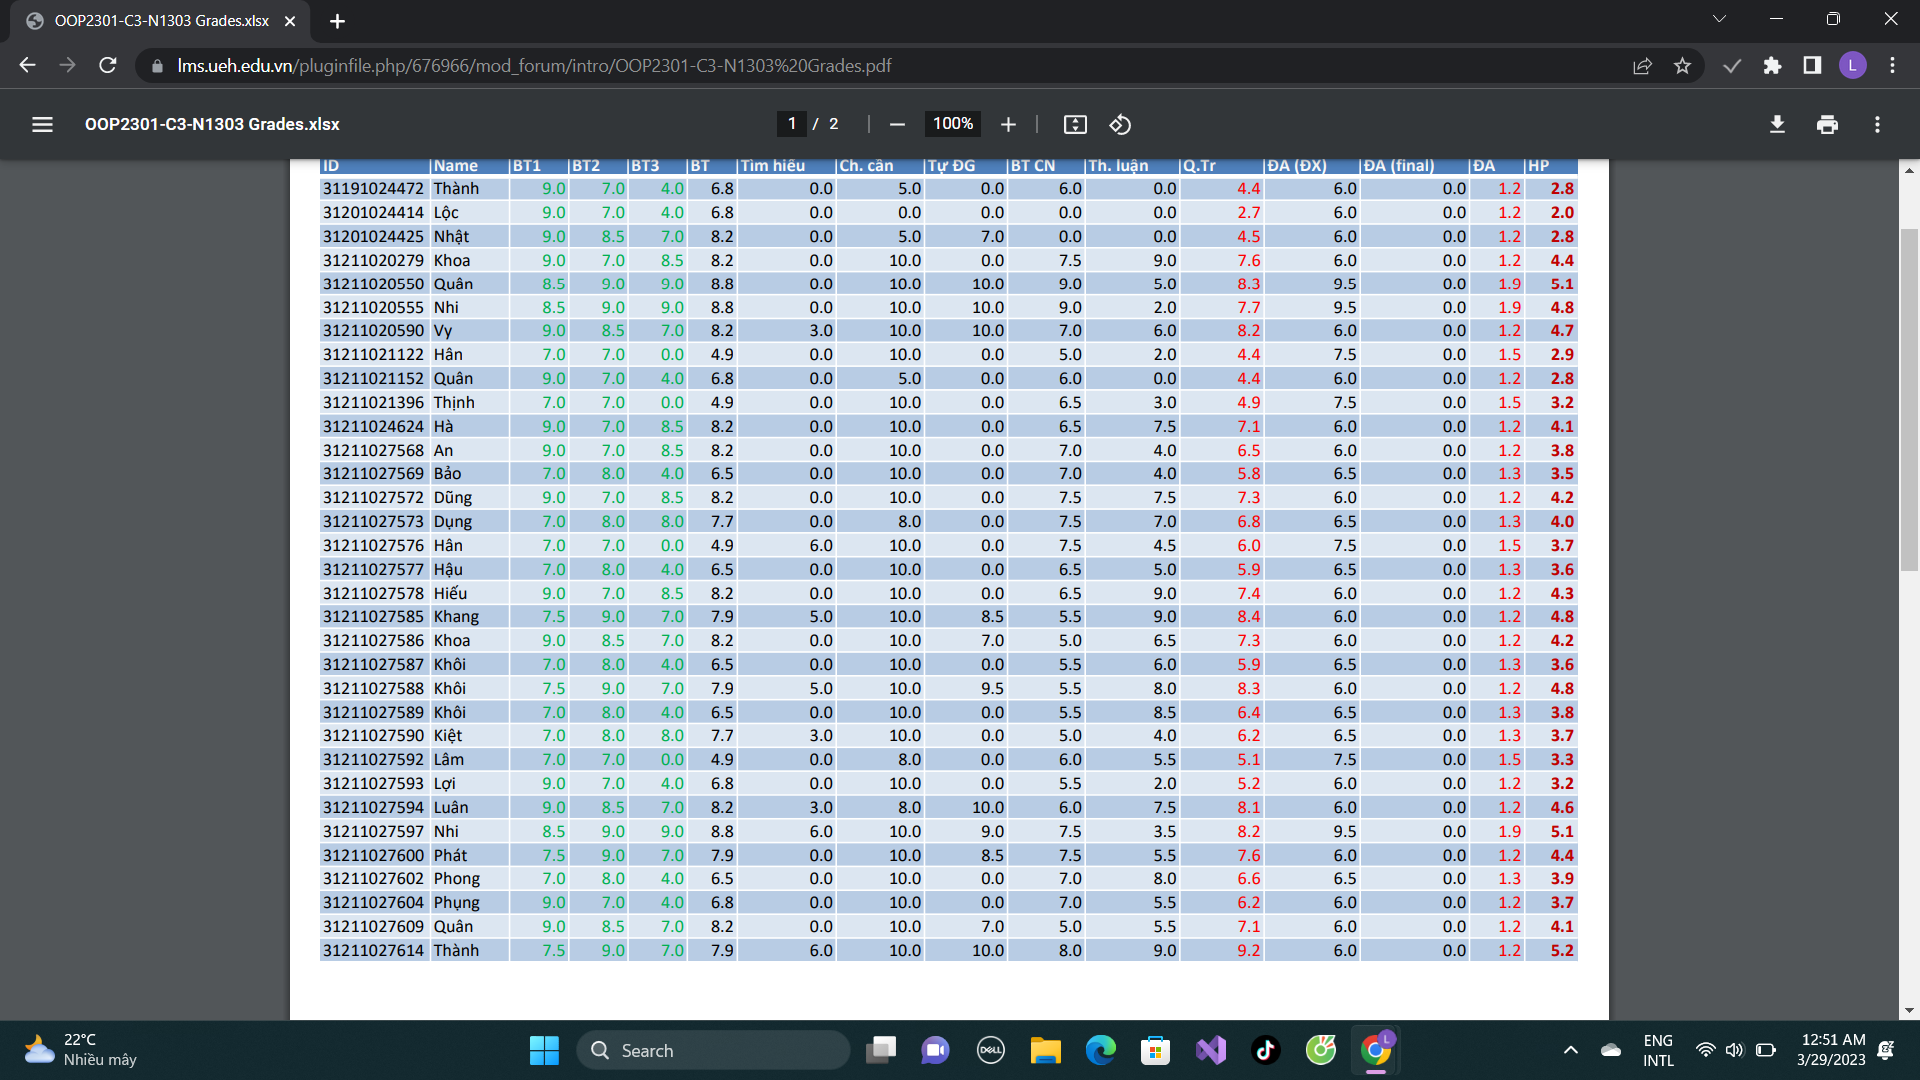 OOP2301-C3-N1303 Grades.xlsx
lms.ueh.edu.vn/pluginfile.php/676966/mod_forum/intro/OOP2301-C3-N1303%20Grades.pdf
L
OOP2301-C3-N1303 Grades.xlsx 1 / 2 100%
ID Name BT1 BT2 BT3 BT Tìm hiểu Ch. cần Tự ĐG BT CN Th. luận Q.Tr ĐA (ĐX) ĐA (final) ĐA HP
31191024472 Thành 9.0 7.0 4.0 6.8 0.0 5.0 0.0 6.0 0.0 4.4 6.0 0.0 1.2 2.8
31201024414 Lộc 9.0 7.0 4.0 6.8 0.0 0.0 0.0 0.0 0.0 2.7 6.0 0.0 1.2 2.0
31201024425 Nhật 9.0 8.5 7.0 8.2 0.0 5.0 7.0 0.0 0.0 4.5 6.0 0.0 1.2 2.8
31211020279 Khoa 9.0 7.0 8.5 8.2 0.0 10.0 0.0 7.5 9.0 7.6 6.0 0.0 1.2 4.4
31211020550 Quân 8.5 9.0 9.0 8.8 0.0 10.0 10.0 9.0 5.0 8.3 9.5 0.0 1.9 5.1
31211020555 Nhi 8.5 9.0 9.0 8.8 0.0 10.0 10.0 9.0 2.0 7.7 9.5 0.0 1.9 4.8
31211020590 Vy 9.0 8.5 7.0 8.2 3.0 10.0 10.0 7.0 6.0 8.2 6.0 0.0 1.2 4.7
31211021122 Hân 7.0 7.0 0.0 4.9 0.0 10.0 0.0 5.0 2.0 4.4 7.5 0.0 1.5 2.9
31211021152 Quân 9.0 7.0 4.0 6.8 0.0 5.0 0.0 6.0 0.0 4.4 6.0 0.0 1.2 2.8
31211021396 Thịnh 7.0 7.0 0.0 4.9 0.0 10.0 0.0 6.5 3.0 4.9 7.5 0.0 1.5 3.2
31211024624 Hà 9.0 7.0 8.5 8.2 0.0 10.0 0.0 6.5 7.5 7.1 6.0 0.0 1.2 4.1
31211027568 An 9.0 7.0 8.5 8.2 0.0 10.0 0.0 7.0 4.0 6.5 6.0 0.0 1.2 3.8
31211027569 Bảo 7.0 8.0 4.0 6.5 0.0 10.0 0.0 7.0 4.0 5.8 6.5 0.0 1.3 3.5
31211027572 Dũng 9.0 7.0 8.5 8.2 0.0 10.0 0.0 7.5 7.5 7.3 6.0 0.0 1.2 4.2
31211027573 Dụng 7.0 8.0 8.0 7.7 0.0 8.0 0.0 7.5 7.0 6.8 6.5 0.0 1.3 4.0
31211027576 Hân 7.0 7.0 0.0 4.9 6.0 10.0 0.0 7.5 4.5 6.0 7.5 0.0 1.5 3.7
31211027577 Hậu 7.0 8.0 4.0 6.5 0.0 10.0 0.0 6.5 5.0 5.9 6.5 0.0 1.3 3.6
31211027578 Hiếu 9.0 7.0 8.5 8.2 0.0 10.0 0.0 6.5 9.0 7.4 6.0 0.0 1.2 4.3
31211027585 Khang 7.5 9.0 7.0 7.9 5.0 10.0 8.5 5.5 9.0 8.4 6.0 0.0 1.2 4.8
31211027586 Khoa 9.0 8.5 7.0 8.2 0.0 10.0 7.0 5.0 6.5 7.3 6.0 0.0 1.2 4.2
31211027587 Khôi 7.0 8.0 4.0 6.5 0.0 10.0 0.0 5.5 6.0 5.9 6.5 0.0 1.3 3.6
31211027588 Khôi 7.5 9.0 7.0 7.9 5.0 10.0 9.5 5.5 8.0 8.3 6.0 0.0 1.2 4.8
31211027589 Khôi 7.0 8.0 4.0 6.5 0.0 10.0 0.0 5.5 8.5 6.4 6.5 0.0 1.3 3.8
31211027590 Kiệt 7.0 8.0 8.0 7.7 3.0 10.0 0.0 5.0 4.0 6.2 6.5 0.0 1.3 3.7
31211027592 Lâm 7.0 7.0 0.0 4.9 0.0 8.0 0.0 6.0 5.5 5.1 7.5 0.0 1.5 3.3
31211027593 Lợi 9.0 7.0 4.0 6.8 0.0 10.0 0.0 5.5 2.0 5.2 6.0 0.0 1.2 3.2
31211027594 Luân 9.0 8.5 7.0 8.2 3.0 8.0 10.0 6.0 7.5 8.1 6.0 0.0 1.2 4.6
31211027597 Nhi 8.5 9.0 9.0 8.8 6.0 10.0 9.0 7.5 3.5 8.2 9.5 0.0 1.9 5.1
31211027600 Phát 7.5 9.0 7.0 7.9 0.0 10.0 8.5 7.5 5.5 7.6 6.0 0.0 1.2 4.4
31211027602 Phong 7.0 8.0 4.0 6.5 0.0 10.0 0.0 7.0 8.0 6.6 6.5 0.0 1.3 3.9
31211027604 Phụng 9.0 7.0 4.0 6.8 0.0 10.0 0.0 7.0 5.5 6.2 6.0 0.0 1.2 3.7
31211027609 Quân 9.0 8.5 7.0 8.2 0.0 10.0 7.0 5.0 5.5 7.1 6.0 0.0 1.2 4.1
31211027614 Thành 7.5 9.0 7.0 7.9 6.0 10.0 10.0 8.0 9.0 9.2 6.0 0.0 1.2 5.2
22°C
Nhiều mây
Search
DELL
L
ENG
INTL
12:51 AM
3/29/2023